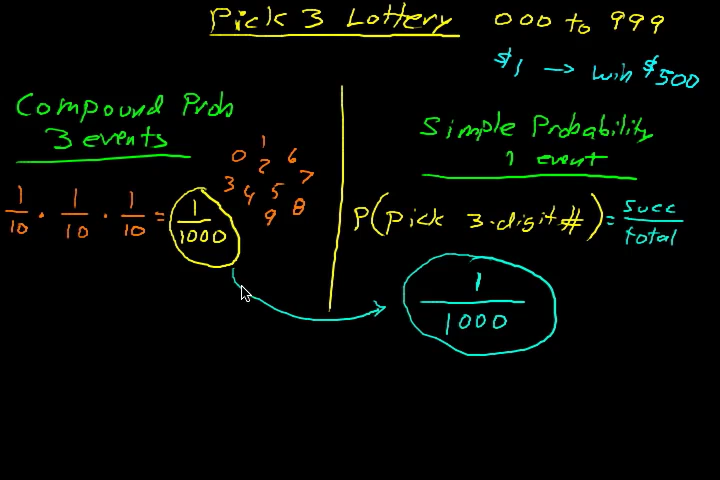 Pick 3 Lottery 000 to 999
$1 → win $500
Compound Prob
3 events
0 1 2 6
3 4 5 7
9 8
1/10 · 1/10 · 1/10 = 1/1000
Simple Probability
1 event
P(pick 3-digit #) = succ/total
1/1000